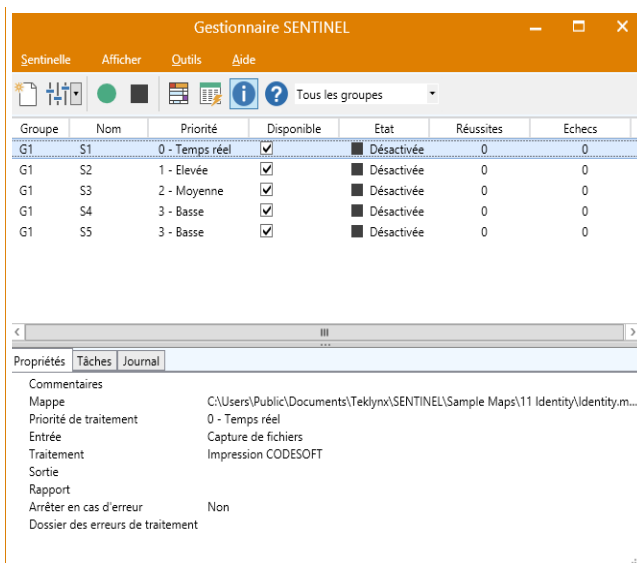 Gestionnaire SENTINEL
Sentinelle Afficher Outils Aide
Tous les groupes
Groupe Nom Priorité Disponible Etat Réussites Echecs
G1 S1 0 - Temps réel Désactivée 0 0
G1 S2 1 - Elevée Désactivée 0 0
G1 S3 2 - Moyenne Désactivée 0 0
G1 S4 3 - Basse Désactivée 0 0
G1 S5 3 - Basse Désactivée 0 0
Propriétés Tâches Journal
Commentaires
Mappe C:\Users\Public\Documents\Teklynx\SENTINEL\Sample Maps\11 Identity\Identity.m...
Priorité de traitement 0 - Temps réel
Entrée Capture de fichiers
Traitement Impression CODESOFT
Sortie
Rapport
Arrêter en cas d'erreur Non
Dossier des erreurs de traitement